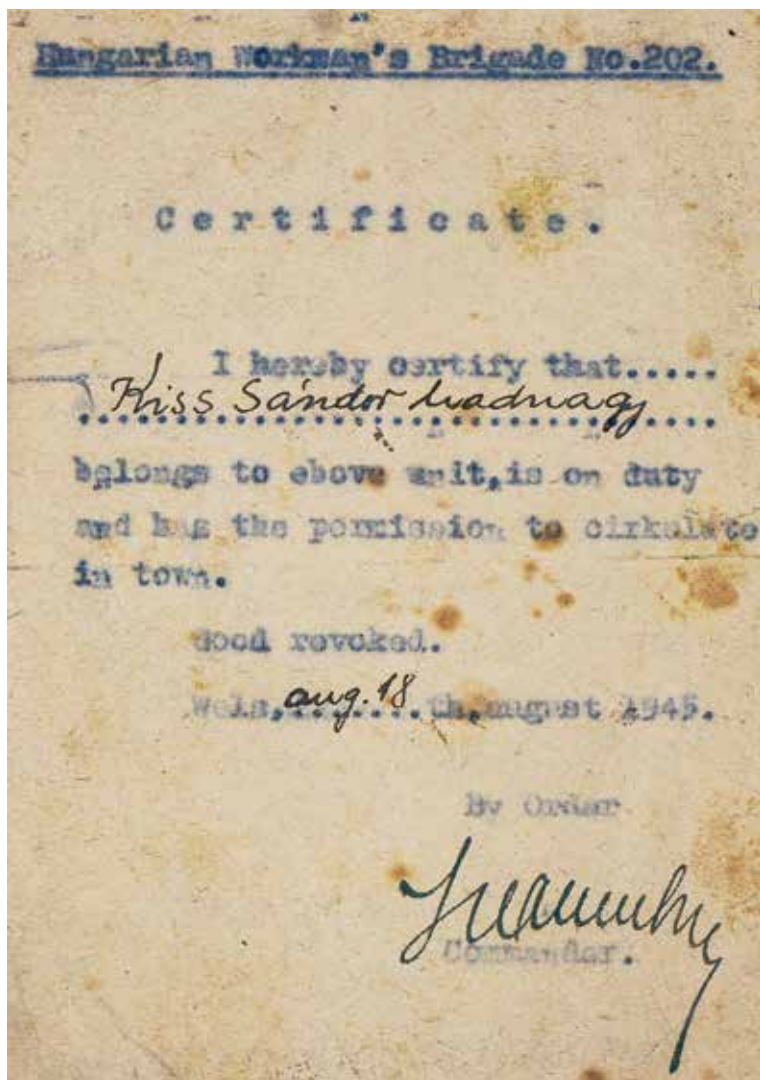 Hungarian Workman's Brigade No.202.
Certificate.
I hereby certify that.....
Kiss Sándor hadnagy
belongs to above unit,is on duty
and has the permission to cirkulate
in town.
Good revoked.
Wels, aug. 18 th,august 1945.
By Order
Commander.